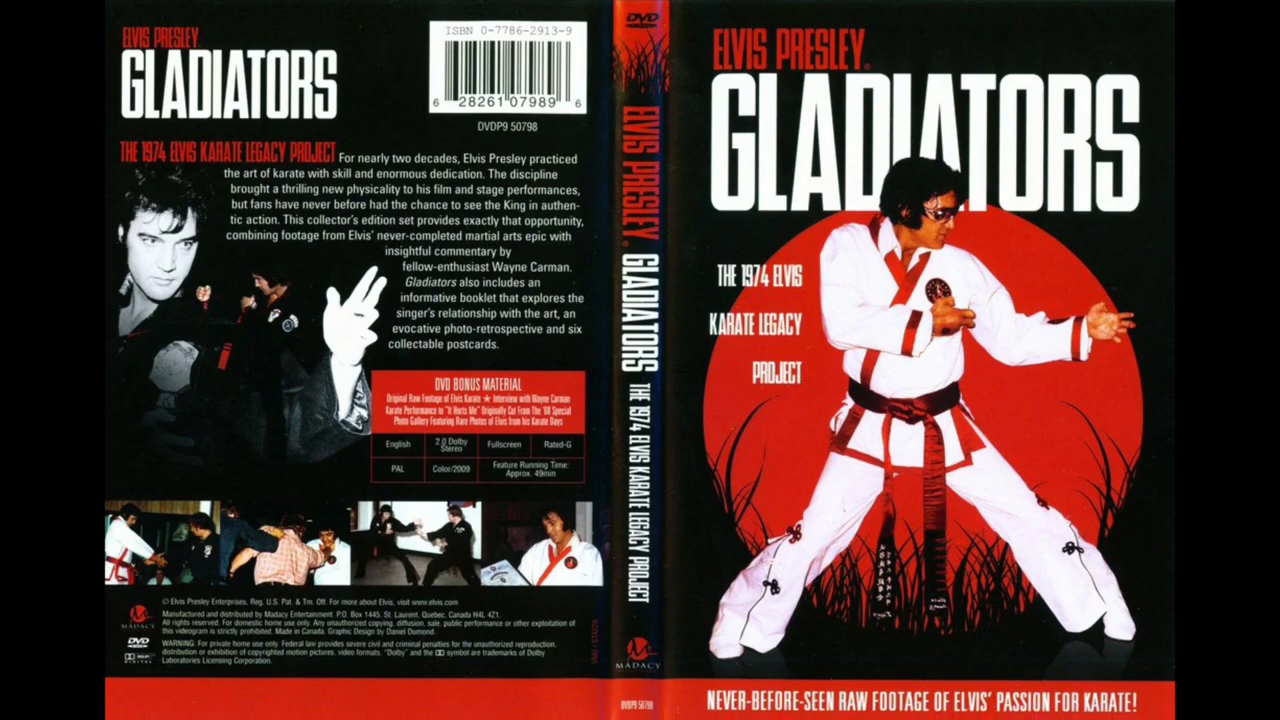 ELVIS PRESLEY
GLADIATORS
ISBN 0-7786-2913-9
6 28261 07989 6
DVDP9 50798
THE 1974 ELVIS KARATE LEGACY PROJECT For nearly two decades, Elvis Presley practiced
the art of karate with skill and enormous dedication. The discipline
brought a thrilling new physicality to his film and stage performances,
but fans have never before had the chance to see the King in authen-
tic action. This collector's edition set provides exactly that opportunity,
combining footage from Elvis' never-completed martial arts epic with
insightful commentary by
fellow-enthusiast Wayne Carman.
Gladiators also includes an
informative booklet that explores the
singer's relationship with the art, an
evocative photo-retrospective and six
collectable postcards.
DVD BONUS MATERIAL
Original Raw Footage of Elvis Karate ★ Interview with Wayne Carman
Karate Performance to "It Hurts Me" Originally Cut From The '68 Special
Photo Gallery Featuring Rare Photos of Elvis from his Karate Days
English
2.0 Dolby
Stereo
Fullscreen
Rated-G
PAL
Color/2009
Feature Running Time:
Approx. 49min
© Elvis Presley Enterprises, Reg. U.S. Pat. & Tm. Off. For more about Elvis, visit www.elvis.com
Manufactured and distributed by Madacy Entertainment. P.O. Box 1445, St. Laurent, Quebec, Canada H4L 4Z1.
All rights reserved. For domestic home use only. Any unauthorized copying, diffusion, sale, public performance or other exploitation of
this videogram is strictly prohibited. Made in Canada. Graphic Design by Daniel Dumond.
WARNING: For private home use only. Federal law provides severe civil and criminal penalties for the unauthorized reproduction,
distribution or exhibition of copyrighted motion pictures, video formats. "Dolby" and the symbol are trademarks of Dolby
Laboratories Licensing Corporation.
MADACY
DVD
DVD
ELVIS PRESLEY® GLADIATORS THE 1974 ELVIS KARATE LEGACY PROJECT
MADACY
DVDP9 50798
ELVIS PRESLEY®
GLADIATORS
THE 1974 ELVIS
KARATE LEGACY
PROJECT
NEVER-BEFORE-SEEN RAW FOOTAGE OF ELVIS' PASSION FOR KARATE!